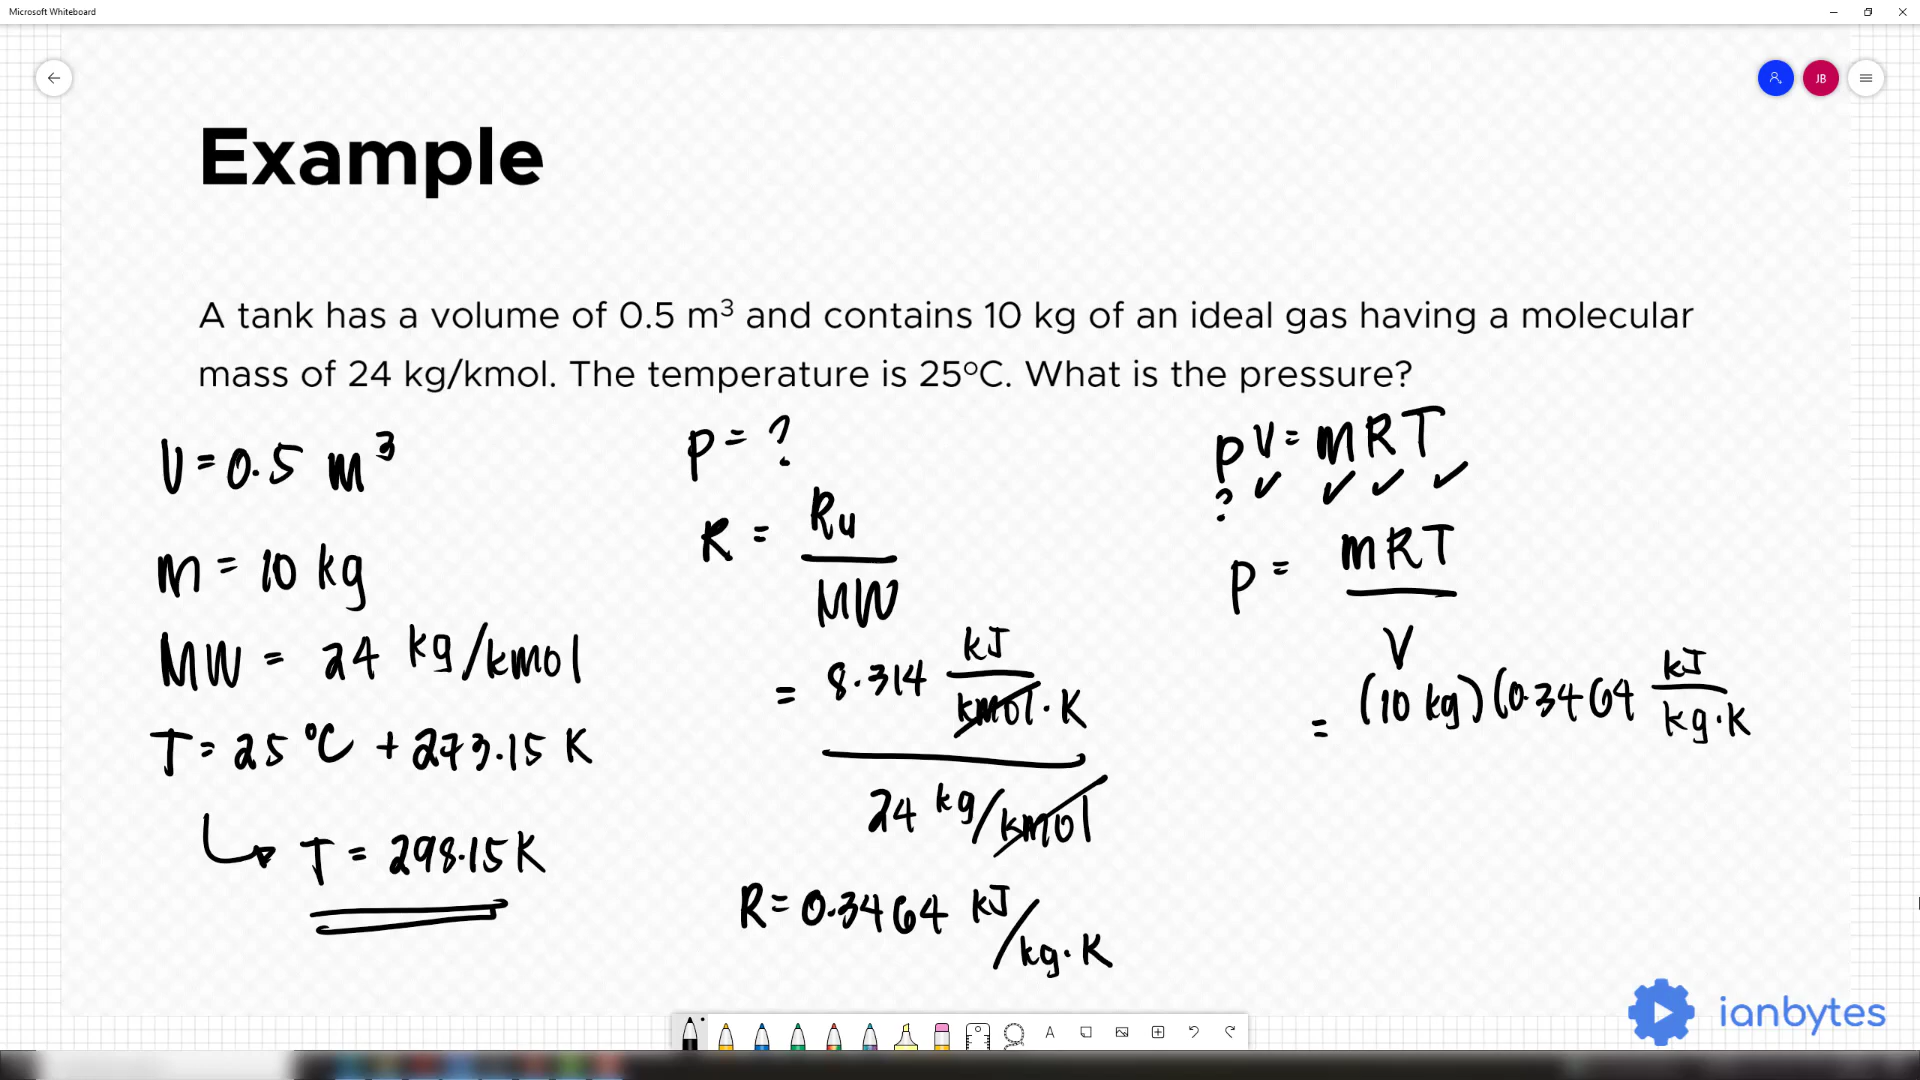 Microsoft Whiteboard
JB
Example
A tank has a volume of 0.5 m³ and contains 10 kg of an ideal gas having a molecular
mass of 24 kg/kmol. The temperature is 25°C. What is the pressure?
V = 0.5 m³
m = 10 kg
MW = 24 kg/kmol
T = 25 °C + 273.15 K
T = 298.15 K
P = ?
R = Ru
MW
= 8.314 kJ
kmol · K
24 kg/kmol
R = 0.3464 kJ
/kg · K
PV = mRT
? ✓ ✓ ✓ ✓
P = mRT
V
= (10 kg)(0.3464 kJ
kg · K
A
ianbytes